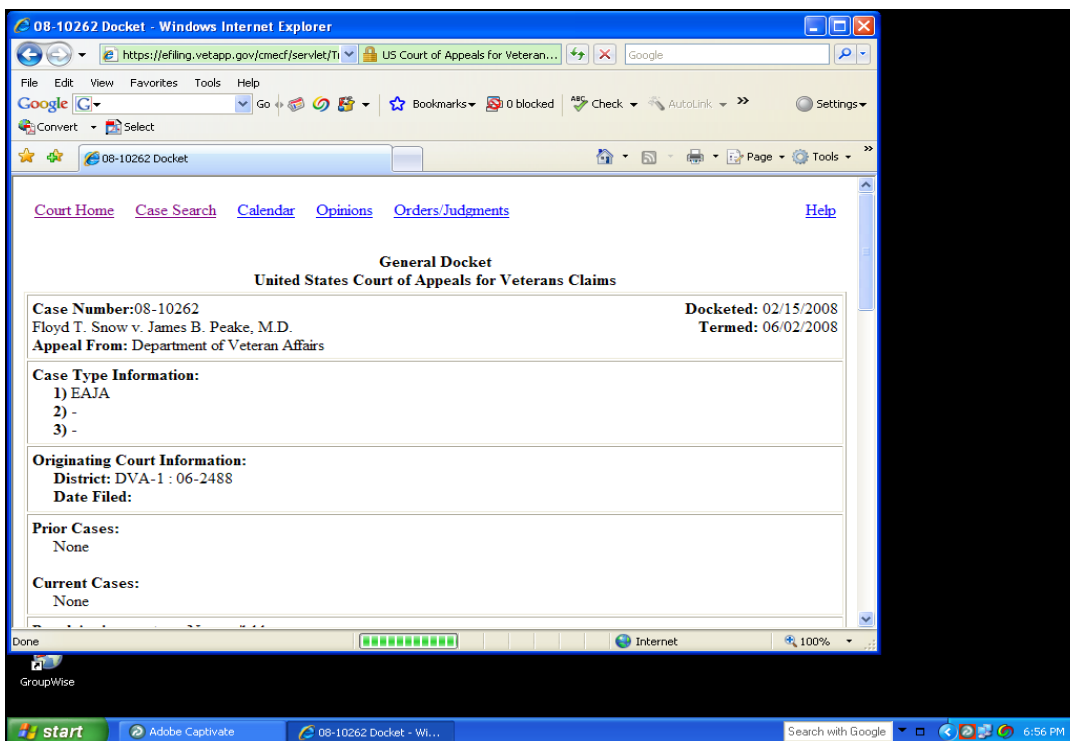 08-10262 Docket - Windows Internet Explorer
https://efiling.vetapp.gov/cmecf/servlet/Tr US Court of Appeals for Veteran... Google
File Edit View Favorites Tools Help
Google G Go 0 blocked Bookmarks Check AutoLink » Settings
Convert Select
08-10262 Docket Page Tools »
Court Home Case Search Calendar Opinions Orders/Judgments Help
General Docket
United States Court of Appeals for Veterans Claims
Case Number:08-10262 Docketed: 02/15/2008
Floyd T. Snow v. James B. Peake, M.D. Termed: 06/02/2008
Appeal From: Department of Veteran Affairs
Case Type Information:
1) EAJA
2) -
3) -
Originating Court Information:
District: DVA-1 : 06-2488
Date Filed:
Prior Cases:
None
Current Cases:
None
Done Internet 100%
GroupWise
start Adobe Captivate 08-10262 Docket - Wi... Search with Google 6:56 PM